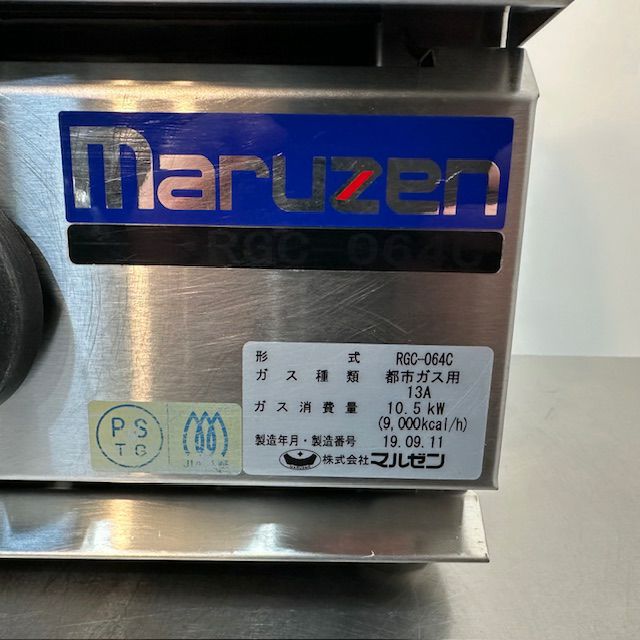 maruzen
RGC 064C
形 式 RGC-064C
ガス種類 都市ガス用
13A
ガス消費量 10.5 kW
(9,000kcal/h)
製造年月・製造番号 19.09.11
株式会社マルゼン
PS
TG